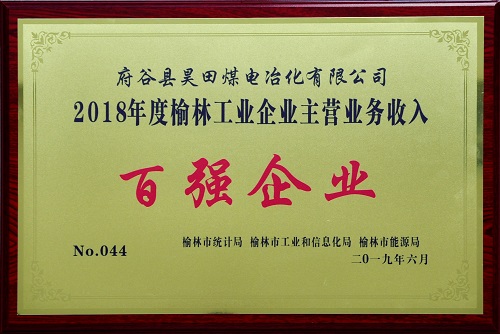 府谷县昊田煤电冶化有限公司
2018年度榆林工业企业主营业务收入
百强企业
No.044
榆林市统计局 榆林市工业和信息化局 榆林市能源局
二〇一九年六月